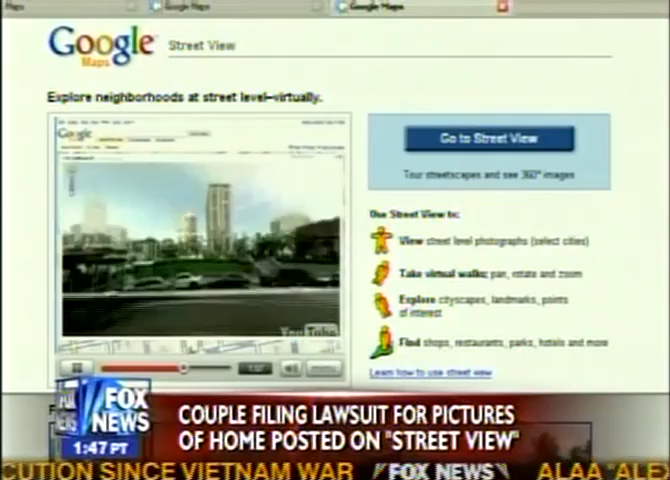 Maps
Google Maps
Google Maps
Google
Maps
Street View
Explore neighborhoods at street level–virtually.
Google
YouTube
Go to Street View
Tour streetscapes and see 360° images
Use Street View to:
View street level photographs (select cities)
Take virtual walks; pan, rotate and zoom
Explore cityscapes, landmarks, points
of interest
Find shops, restaurants, parks, hotels and more
Learn how to use street view
FOX
NEWS
FOX
NEWS
1:47 PT
COUPLE FILING LAWSUIT FOR PICTURES
OF HOME POSTED ON "STREET VIEW"
CUTION SINCE VIETNAM WAR FOX NEWS ALAA "ALEX